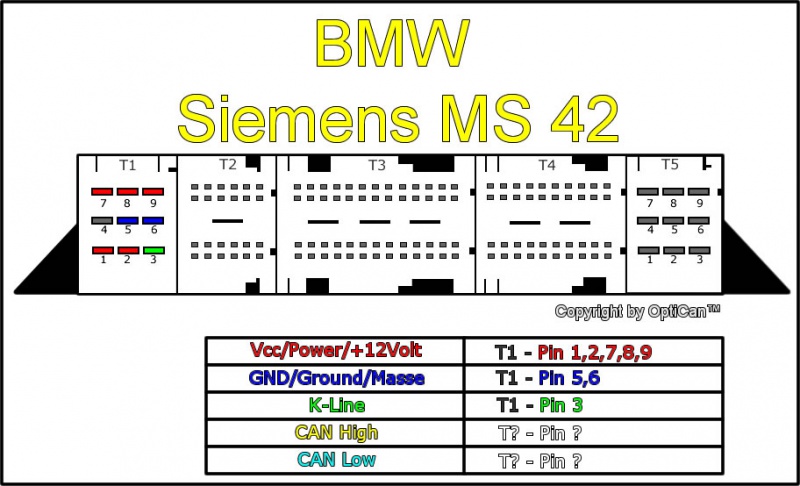 BMW
Siemens MS 42
T1 T2 T3 T4 T5
7 8 9 7 8 9
4 5 6 4 5 6
1 2 3 1 2 3
Copyright by OptiCan™
Vcc/Power/+12Volt T1 - Pin 1,2,7,8,9
GND/Ground/Masse T1 - Pin 5,6
K-Line T1 - Pin 3
CAN High T? - Pin ?
CAN Low T? - Pin ?